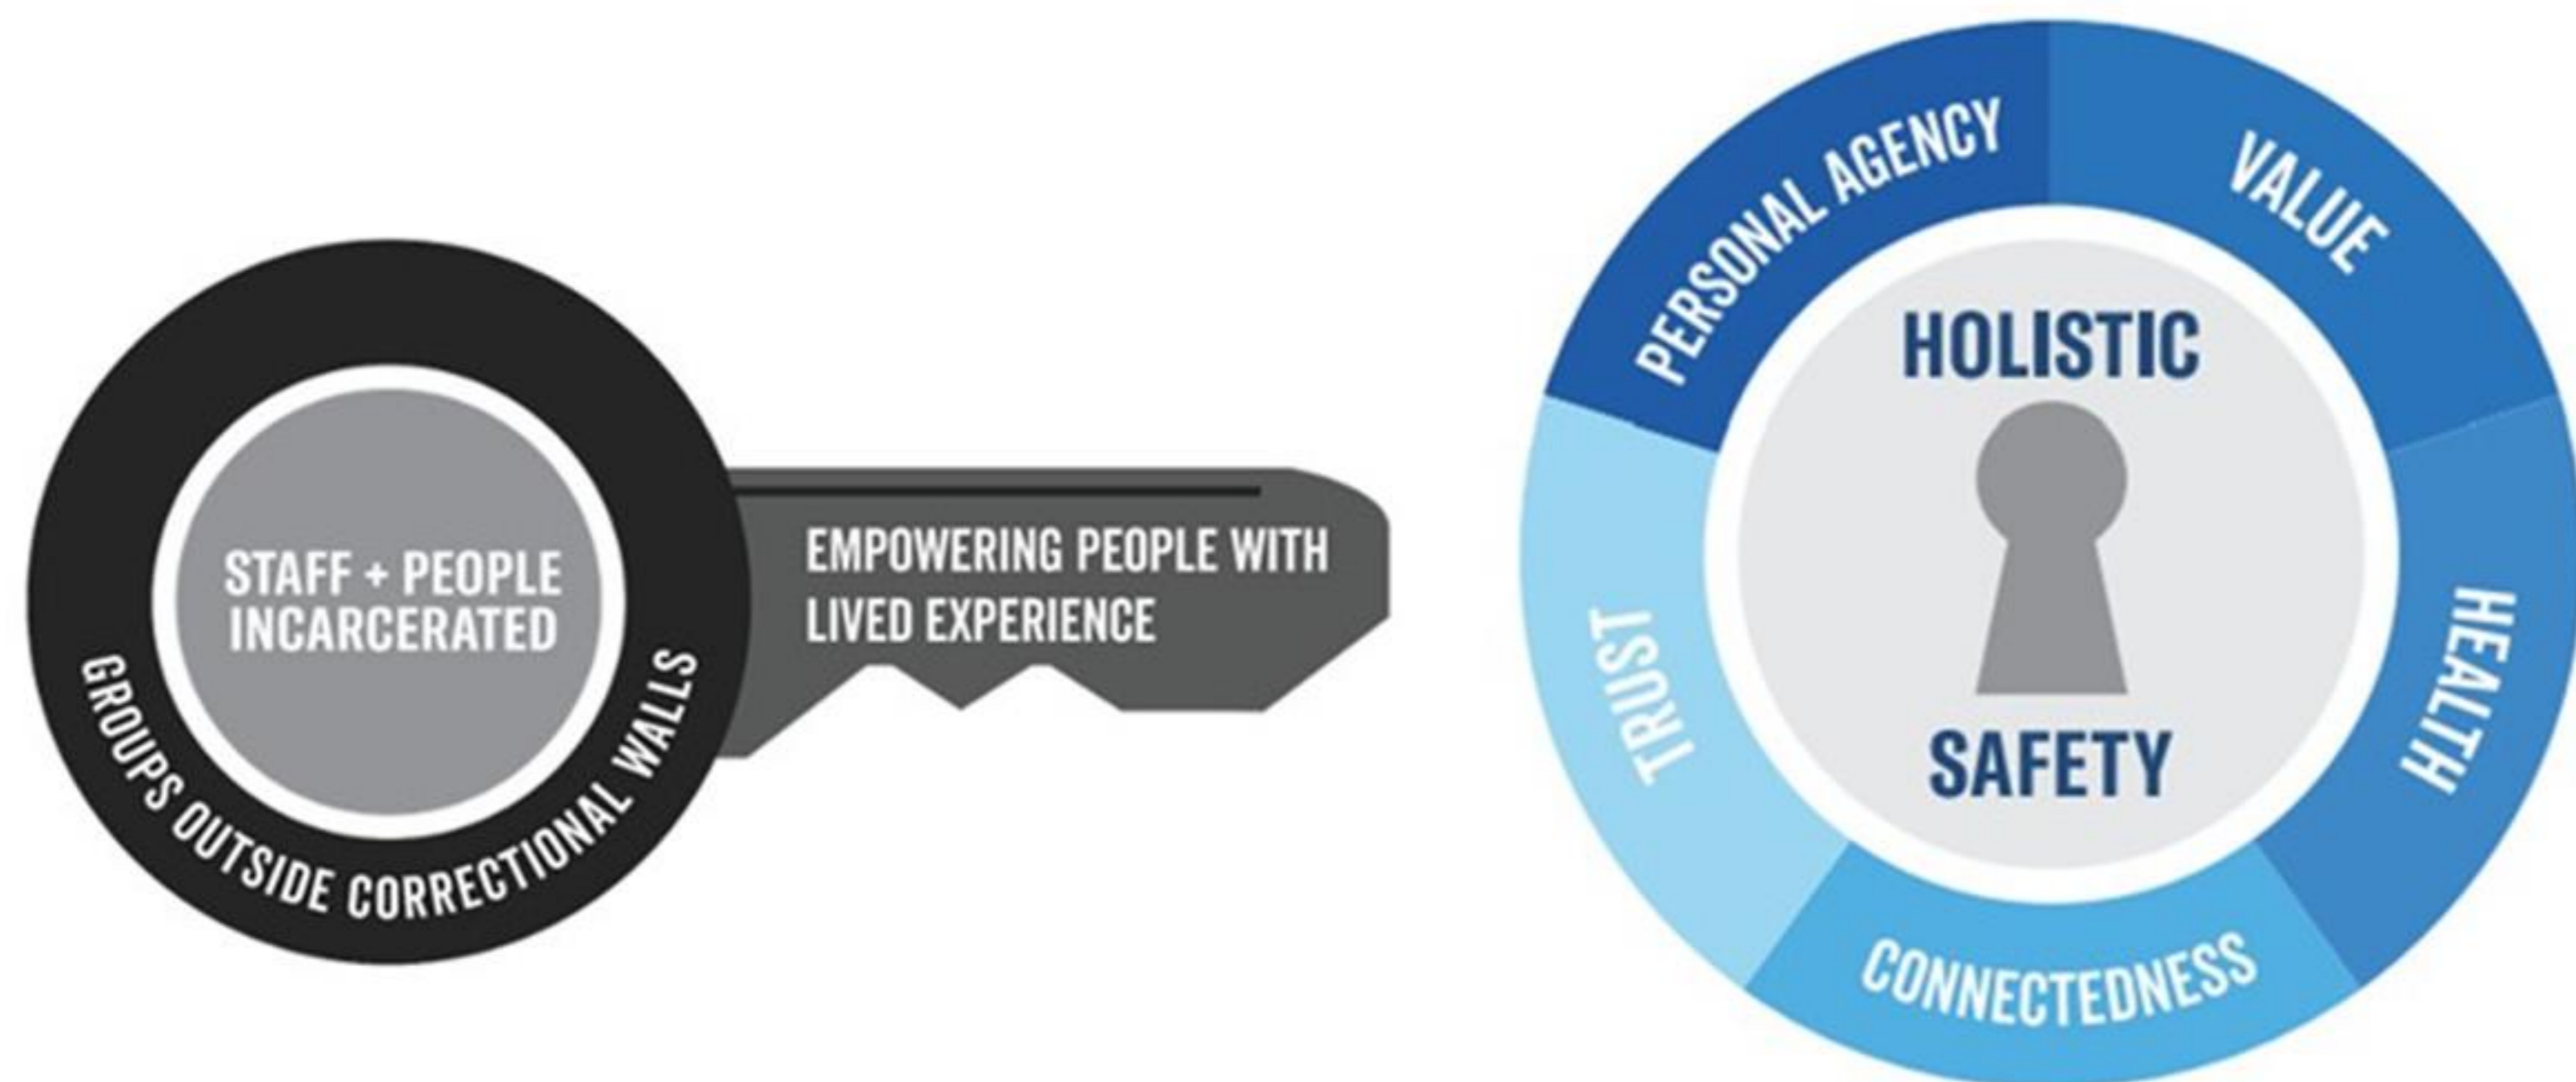 STAFF + PEOPLE
INCARCERATED
GROUPS OUTSIDE CORRECTIONAL WALLS
EMPOWERING PEOPLE WITH
LIVED EXPERIENCE
PERSONAL AGENCY
VALUE
HEALTH
CONNECTEDNESS
TRUST
HOLISTIC
SAFETY